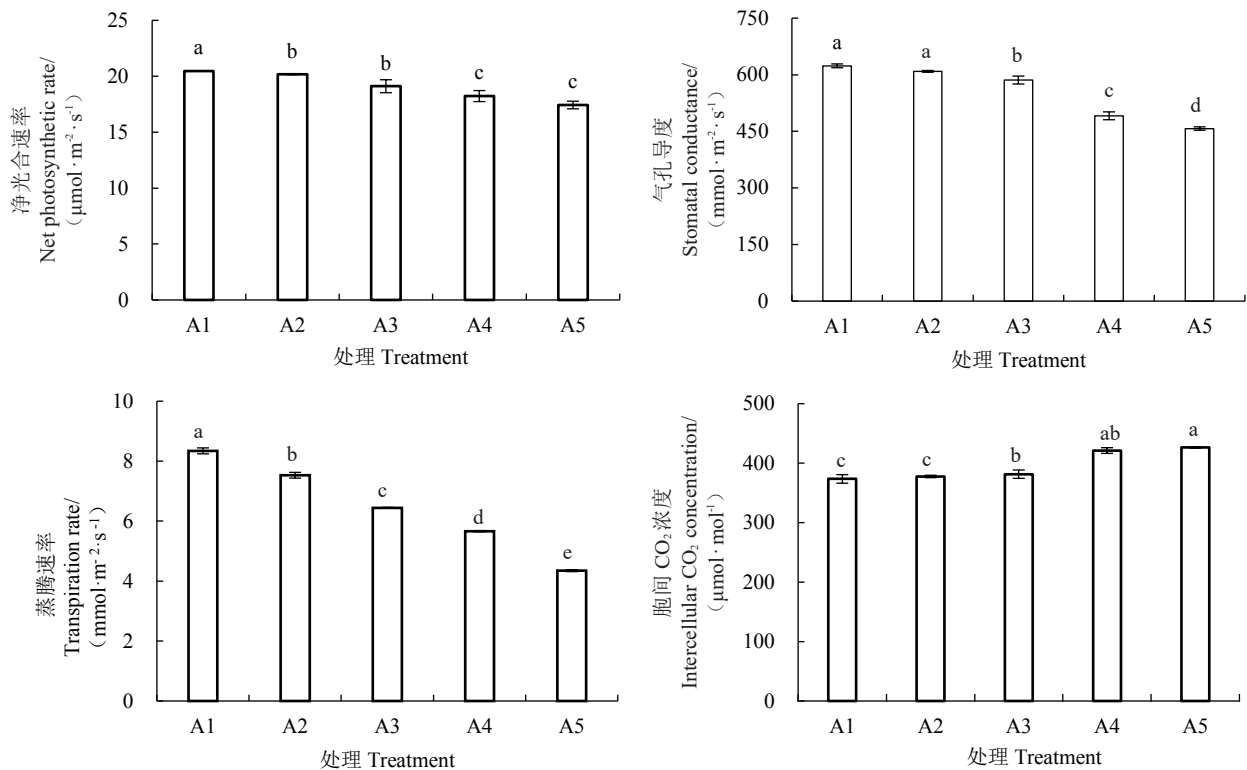 净光合速率
Net photosynthetic rate/
（μmol·m⁻²·s⁻¹）
25
20
15
10
5
0
a
b
b
c
c
A1
A2
A3
A4
A5
处理 Treatment
气孔导度
Stomatal conductance/
（mmol·m⁻²·s⁻¹）
750
600
450
300
150
0
a
a
b
c
d
A1
A2
A3
A4
A5
处理 Treatment
蒸腾速率
Transpiration rate/
（mmol·m⁻²·s⁻¹）
10
8
6
4
2
0
a
b
c
d
e
A1
A2
A3
A4
A5
处理 Treatment
胞间 CO₂浓度
Intercellular CO₂ concentration/
（μmol·mol⁻¹）
500
400
300
200
100
0
c
c
b
ab
a
A1
A2
A3
A4
A5
处理 Treatment